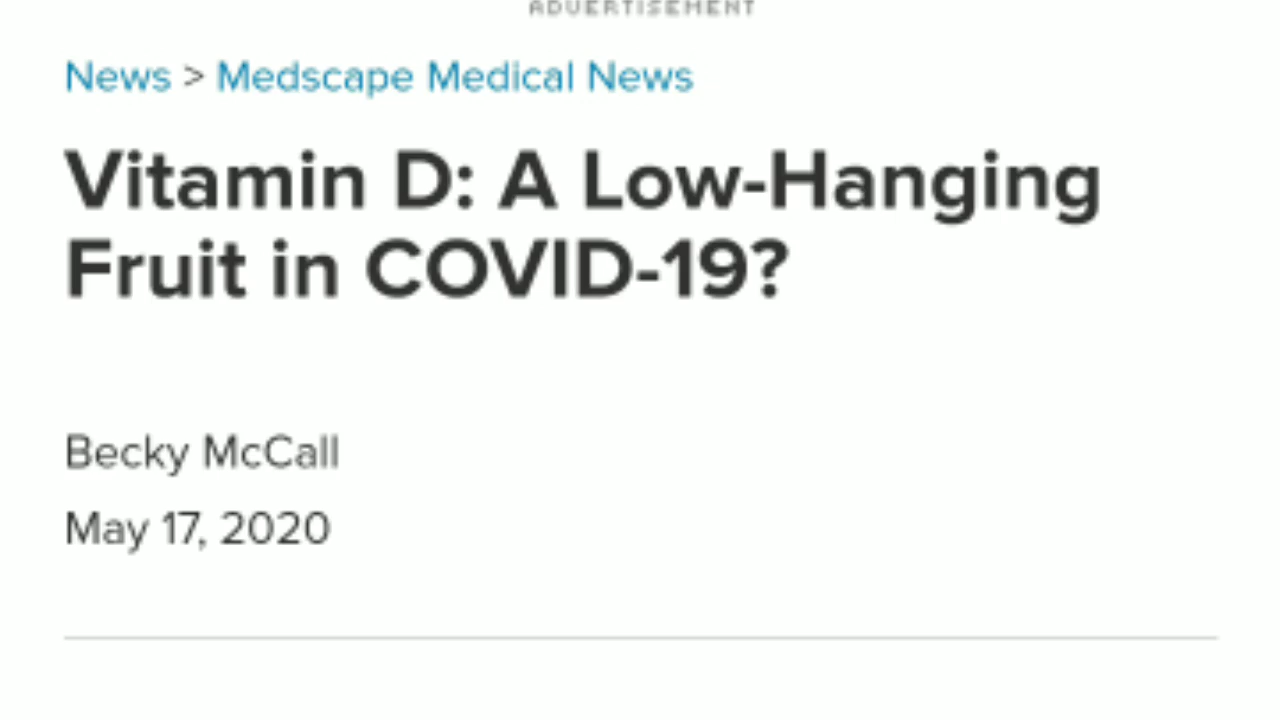 ADVERTISEMENT
News > Medscape Medical News
Vitamin D: A Low-Hanging
Fruit in COVID-19?
Becky McCall
May 17, 2020